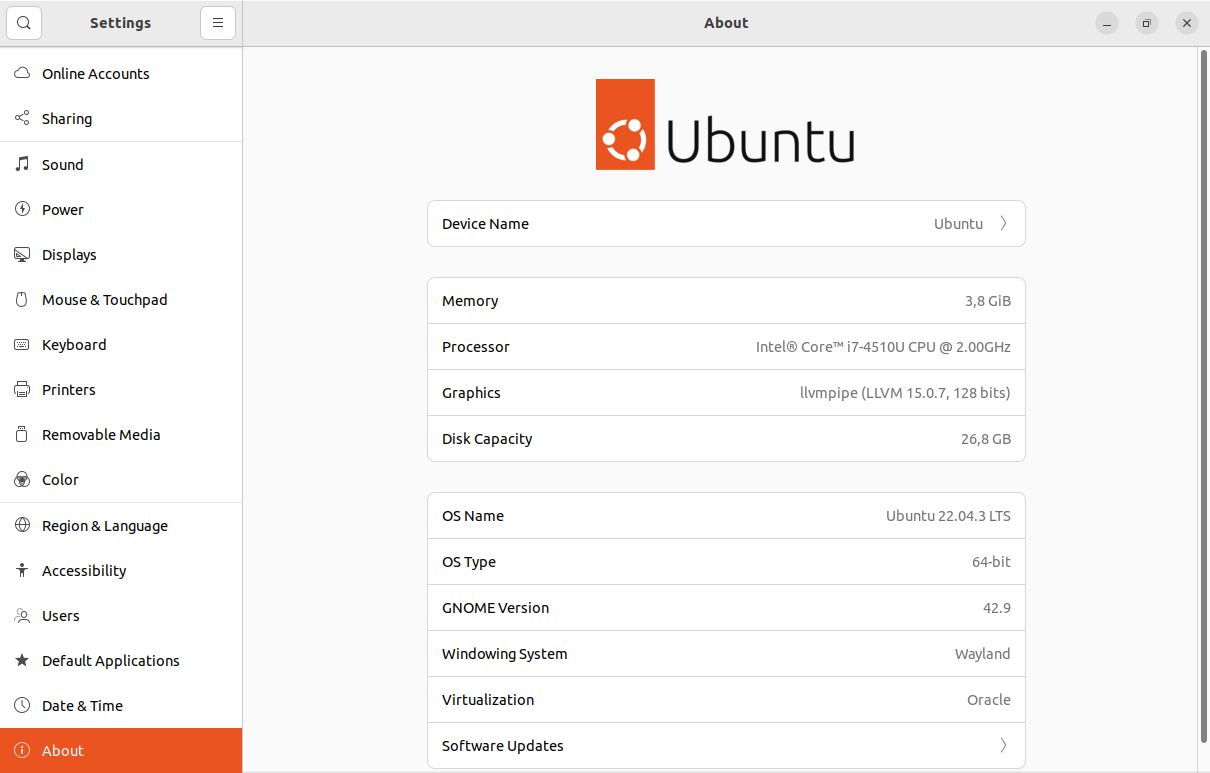 Settings
About
Online Accounts
Sharing
Sound
Power
Displays
Mouse & Touchpad
Keyboard
Printers
Removable Media
Color
Region & Language
Accessibility
Users
Default Applications
Date & Time
About
Ubuntu
Device Name Ubuntu
Memory 3,8 GiB
Processor Intel® Core™ i7-4510U CPU @ 2.00GHz
Graphics llvmpipe (LLVM 15.0.7, 128 bits)
Disk Capacity 26,8 GB
OS Name Ubuntu 22.04.3 LTS
OS Type 64-bit
GNOME Version 42.9
Windowing System Wayland
Virtualization Oracle
Software Updates